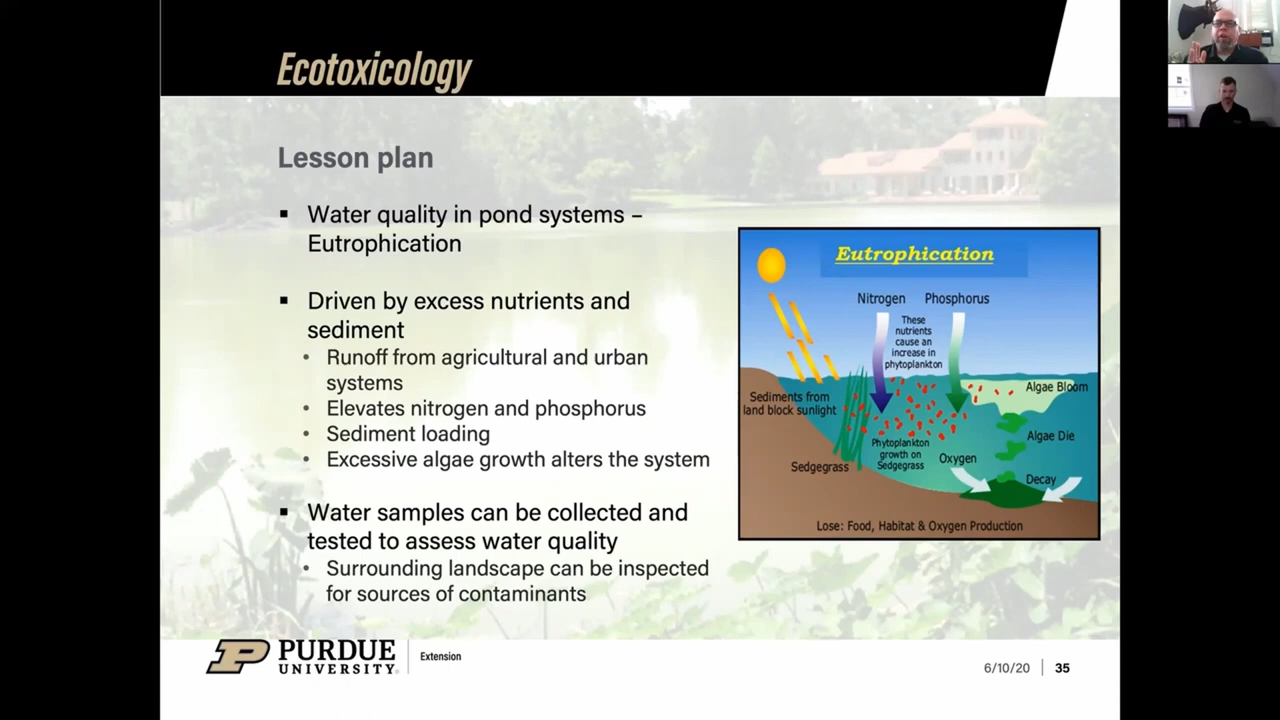 Ecotoxicology
Lesson plan
▪ Water quality in pond systems –
Eutrophication
▪ Driven by excess nutrients and
sediment
• Runoff from agricultural and urban
systems
• Elevates nitrogen and phosphorus
• Sediment loading
• Excessive algae growth alters the system
▪ Water samples can be collected and
tested to assess water quality
• Surrounding landscape can be inspected
for sources of contaminants
Eutrophication
Nitrogen Phosphorus
These
nutrients
cause an
increase in
phytoplankton
Sediments from
land block sunlight
Algae Bloom
Algae Die
Phytoplankton
growth on
Sedgegrass
Oxygen
Sedgegrass
Decay
Lose: Food, Habitat & Oxygen Production
PURDUE
UNIVERSITY
Extension
6/10/20 35